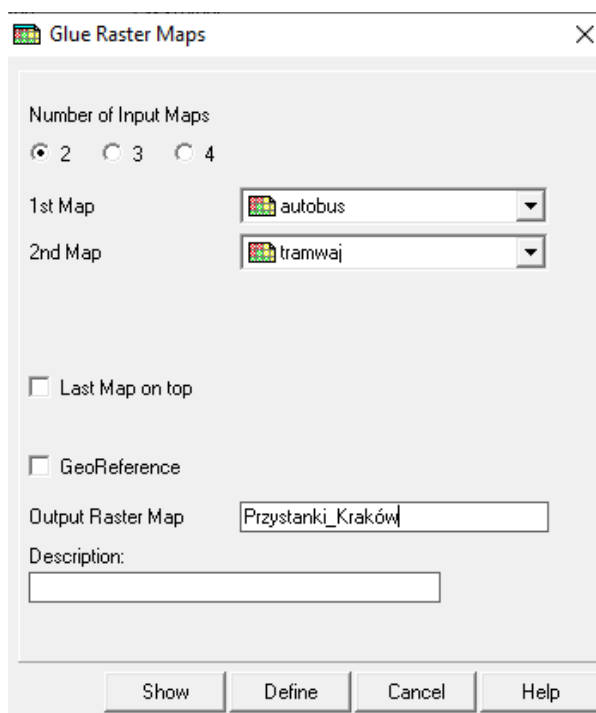 Glue Raster Maps
Number of Input Maps
2 3 4
1st Map autobus
2nd Map tramwaj
Last Map on top
GeoReference
Output Raster Map Przystanki_Kraków
Description:
Show Define Cancel Help